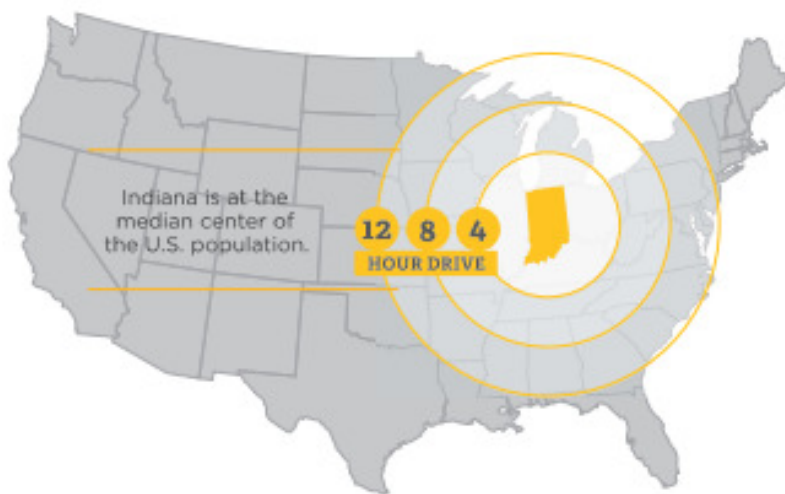 Indiana is at the
median center of
the U.S. population.
12 8 4
HOUR DRIVE